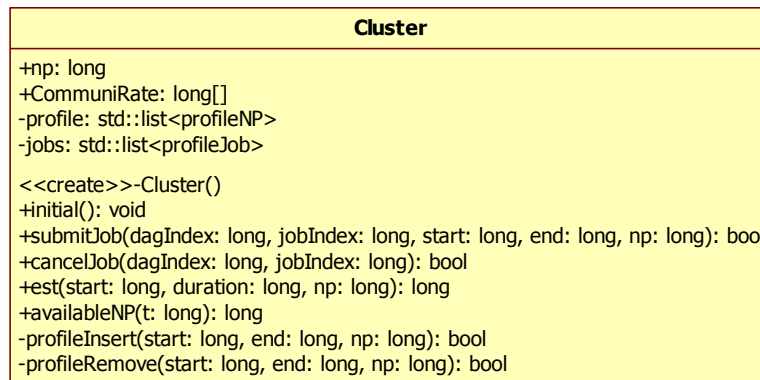 Cluster
+np: long
+CommuniRate: long[]
-profile: std::list<profileNP>
-jobs: std::list<profileJob>
<<create>>-Cluster()
+initial(): void
+submitJob(dagIndex: long, jobIndex: long, start: long, end: long, np: long): boo
+cancelJob(dagIndex: long, jobIndex: long): bool
+est(start: long, duration: long, np: long): long
+availableNP(t: long): long
-profileInsert(start: long, end: long, np: long): bool
-profileRemove(start: long, end: long, np: long): bool